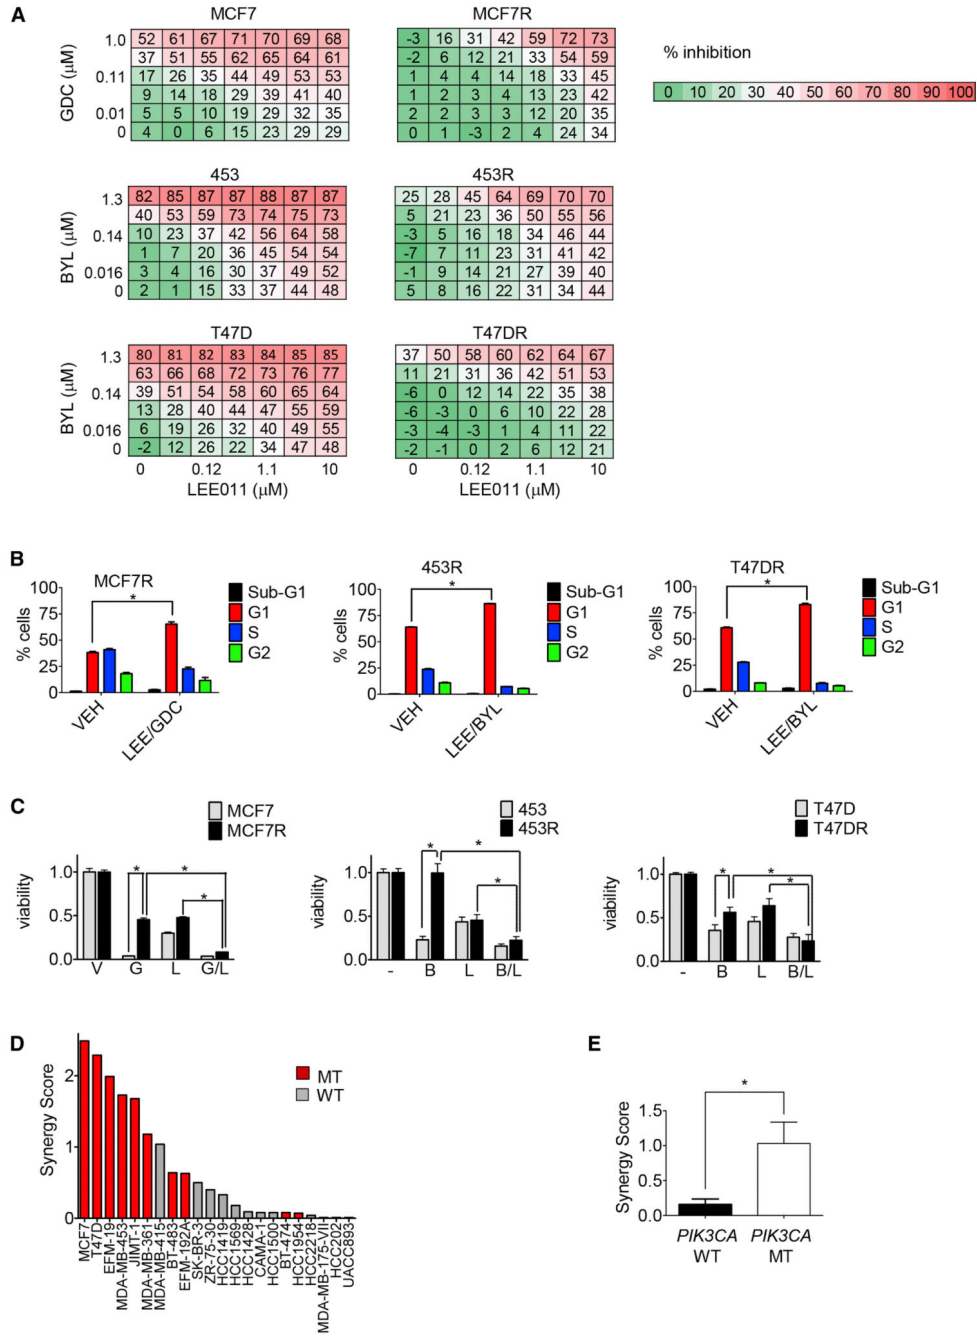 A
MCF7
GDC (µM)
1.0
0.11
0.01
0
52 61 67 71 70 69 68
37 51 55 62 65 64 61
17 26 35 44 49 53 53
9 14 18 29 39 41 40
5 5 10 19 29 32 35
4 0 6 15 23 29 29
MCF7R
-3 16 31 42 59 72 73
-2 6 12 21 33 54 59
1 4 4 14 18 33 45
1 2 3 4 13 23 42
2 2 3 3 12 20 35
0 1 -3 2 4 24 34
% inhibition
0 10 20 30 40 50 60 70 80 90 100
453
BYL (µM)
1.3
0.14
0.016
0
82 85 87 87 88 87 87
40 53 59 73 74 75 73
10 23 37 42 56 64 58
1 7 20 36 45 54 54
3 4 16 30 37 49 52
2 1 15 33 37 44 48
453R
25 28 45 64 69 70 70
5 21 23 36 50 55 56
-3 5 16 18 34 46 44
-7 7 11 23 31 41 42
-1 9 14 21 27 39 40
5 8 16 22 31 34 44
T47D
BYL (µM)
1.3
0.14
0.016
0
80 81 82 83 84 85 85
63 66 68 72 73 76 77
39 51 54 58 60 65 64
13 28 40 44 47 55 59
6 19 26 32 40 49 55
-2 12 26 22 34 47 48
0 0.12 1.1 10
LEE011 (µM)
T47DR
37 50 58 60 62 64 67
11 21 31 36 42 51 53
-6 0 12 14 22 35 38
-6 -3 0 6 10 22 28
-3 -4 -3 1 4 11 22
-2 -1 0 2 6 12 21
0 0.12 1.1 10
LEE011 (µM)
B
MCF7R
% cells
100
75
50
25
0
*
VEH
LEE/GDC
Sub-G1
G1
S
G2
453R
% cells
100
75
50
25
0
*
VEH
LEE/BYL
Sub-G1
G1
S
G2
T47DR
% cells
100
75
50
25
0
*
VEH
LEE/BYL
Sub-G1
G1
S
G2
C
MCF7
MCF7R
viability
1.0
0.5
0.0
* * *
V G L G/L
453
453R
viability
1.0
0.5
0.0
* * *
- B L B/L
T47D
T47DR
viability
1.0
0.5
0.0
* * *
- B L B/L
D
Synergy Score
2
1
0
MT
WT
MCF7
T47D
EFM-19
MDA-MB-453
JIMT-1
MDA-MB-361
MDA-MB-415
BT-483
EFM-192A
SK-BR-3
ZR-75-30
HCC1419
HCC1569
HCC1428
CAMA-1
HCC1500
BT-474
HCC1954
HCC2218
MDA-MB-175-VII
HCC202
UACC893
E
Synergy Score
1.5
1.0
0.5
0.0
*
PIK3CA
WT
PIK3CA
MT